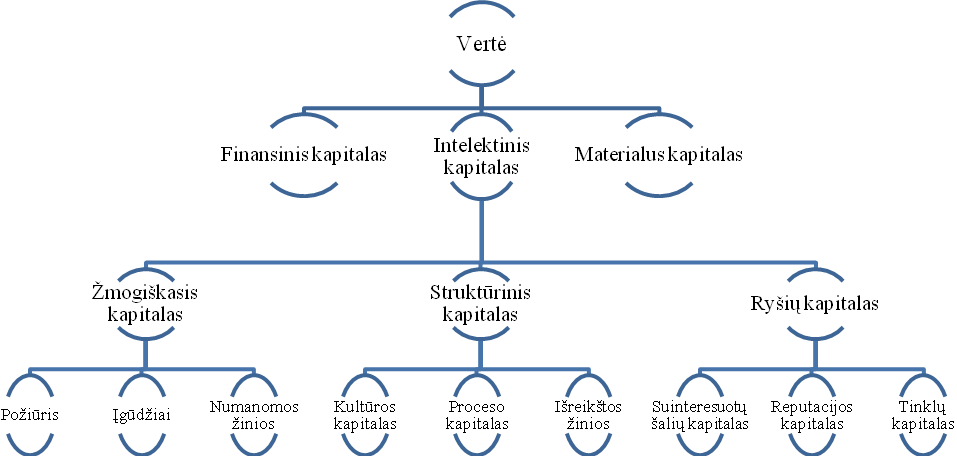 Vertė
Finansinis kapitalas
Intelektinis
kapitalas
Materialus kapitalas
Žmogiškasis
kapitalas
Struktūrinis
kapitalas
Ryšių kapitalas
Požiūris
Įgūdžiai
Numanomos
žinios
Kultūros
kapitalas
Proceso
kapitalas
Išreikštos
žinios
Suinteresuotų
šalių kapitalas
Reputacijos
kapitalas
Tinklų
kapitalas